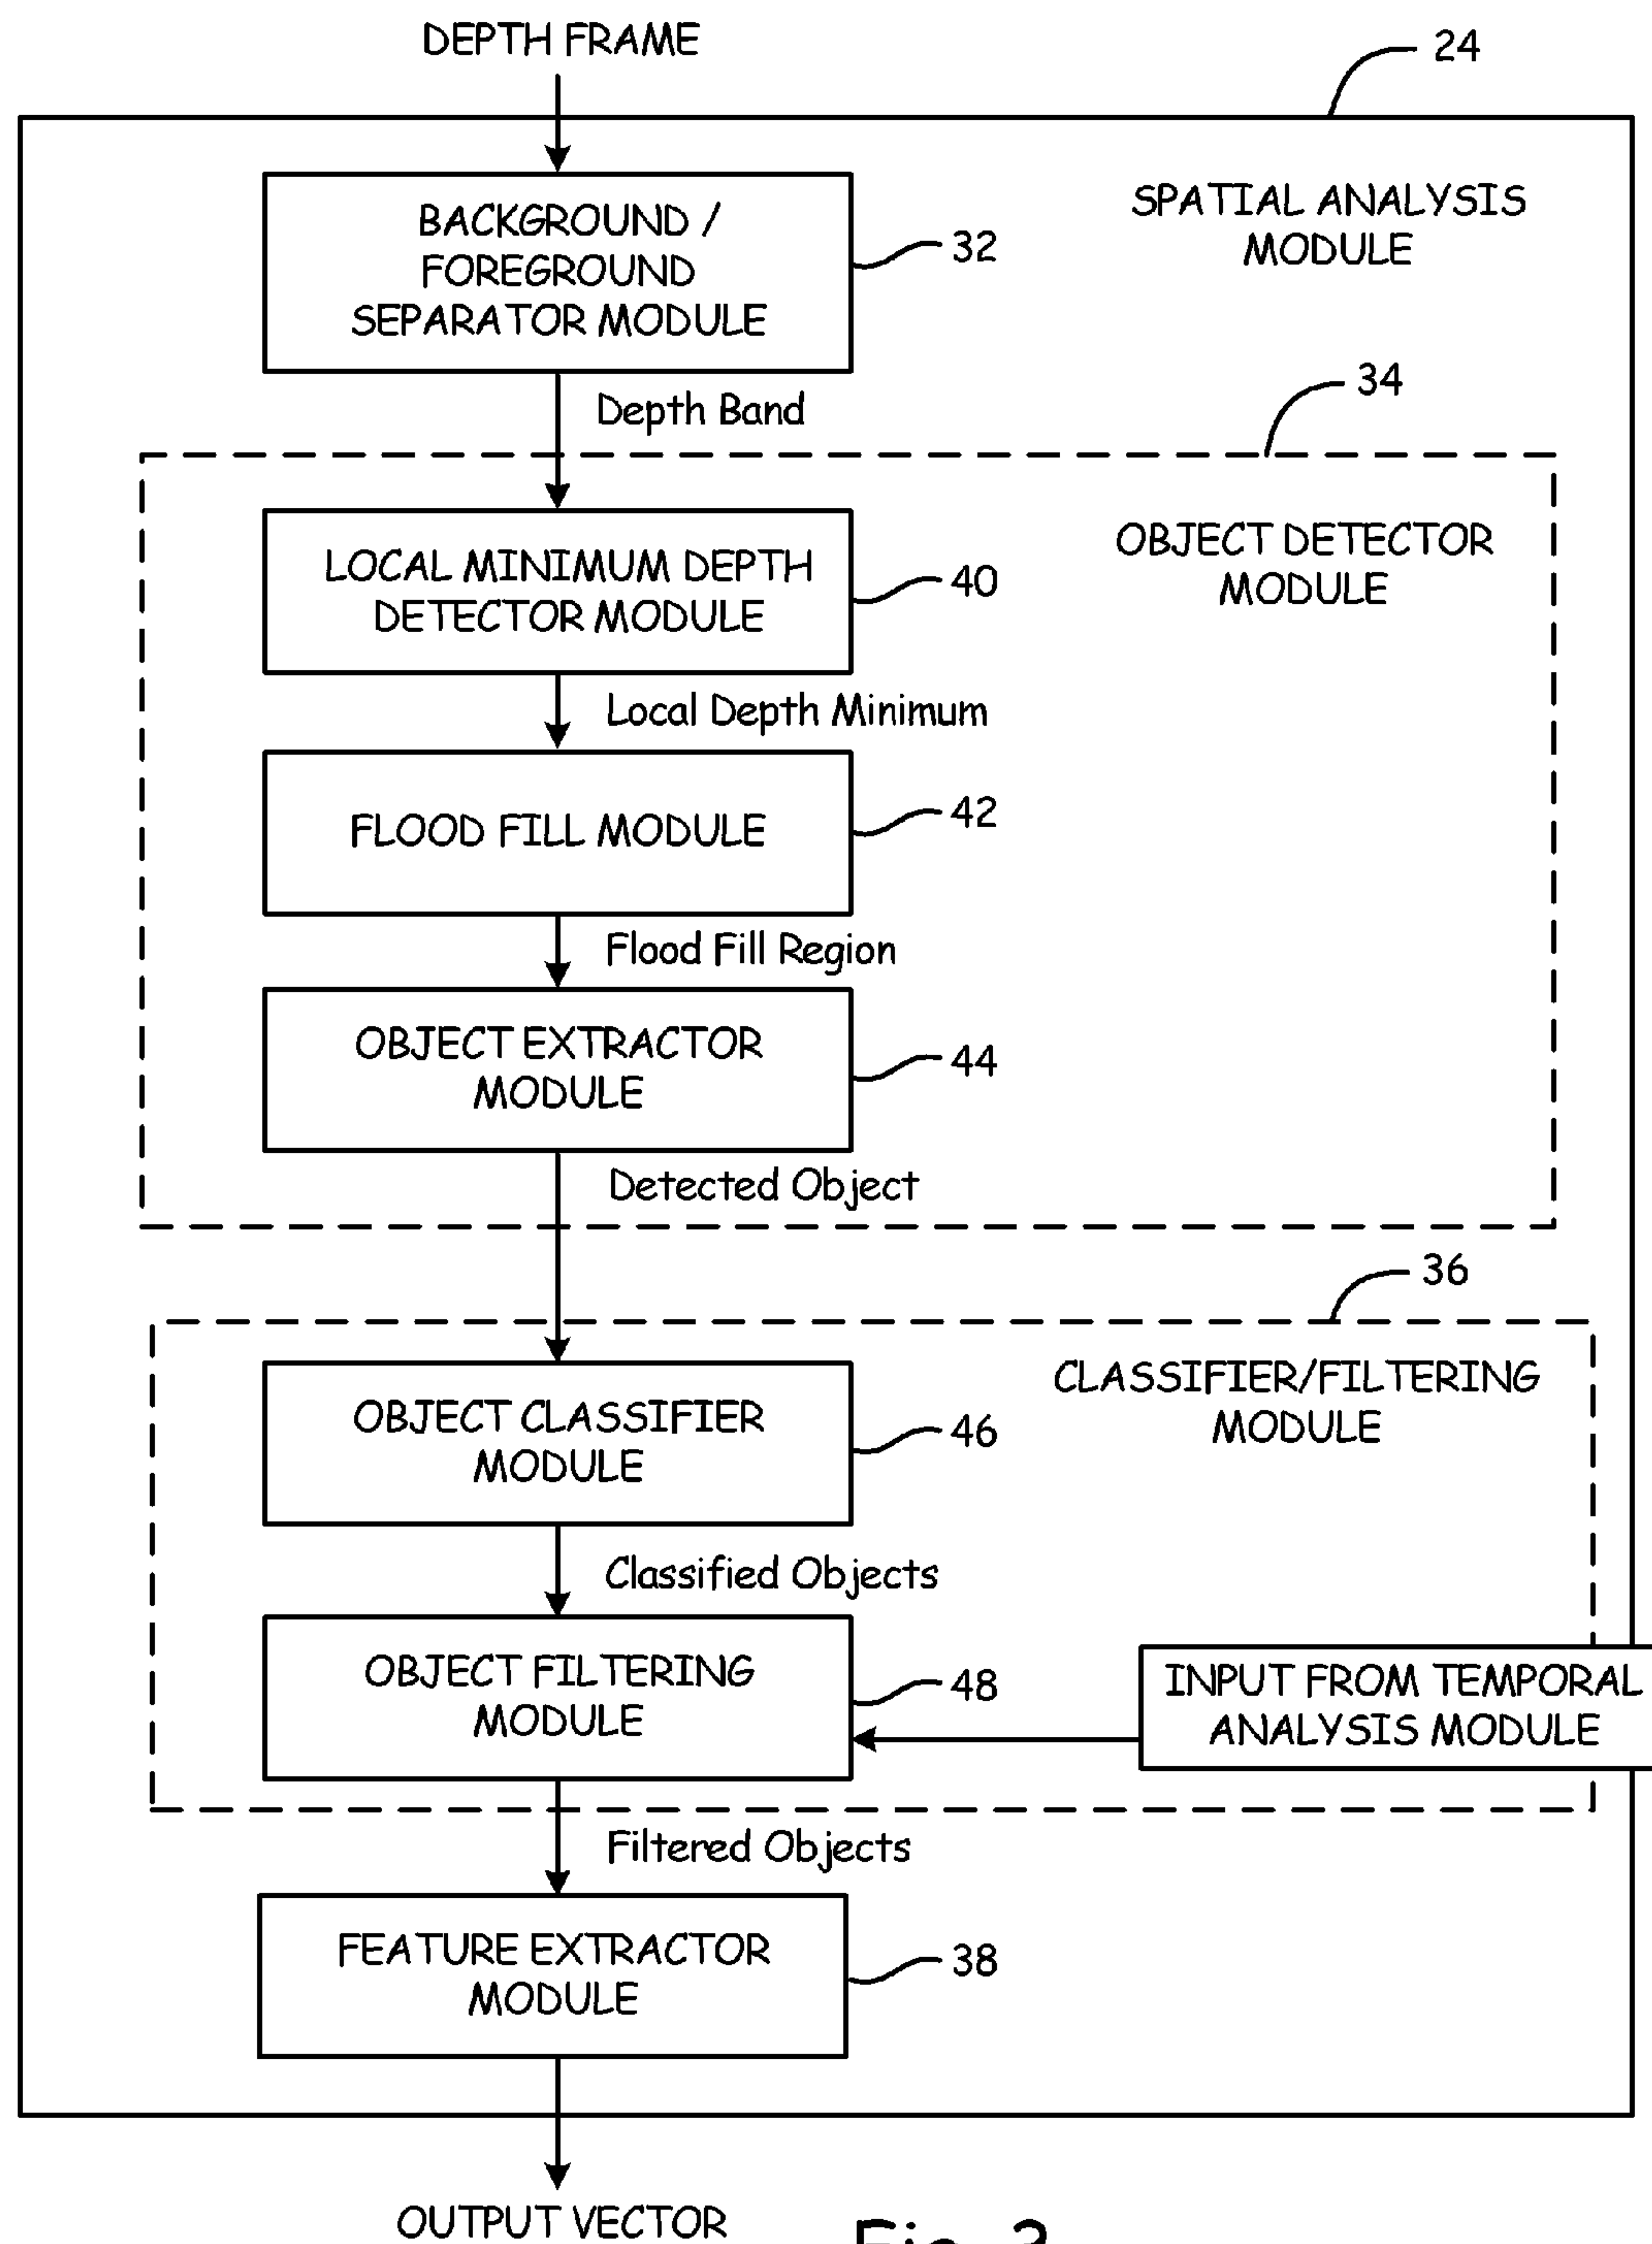 DEPTH FRAME
24
SPATIAL ANALYSIS
MODULE
BACKGROUND /
FOREGROUND
SEPARATOR MODULE
32
Depth Band
34
OBJECT DETECTOR
MODULE
LOCAL MINIMUM DEPTH
DETECTOR MODULE
40
Local Depth Minimum
FLOOD FILL MODULE
42
Flood Fill Region
OBJECT EXTRACTOR
MODULE
44
Detected Object
36
CLASSIFIER/FILTERING
MODULE
OBJECT CLASSIFIER
MODULE
46
Classified Objects
OBJECT FILTERING
MODULE
48
INPUT FROM TEMPORAL
ANALYSIS MODULE
Filtered Objects
FEATURE EXTRACTOR
MODULE
38
OUTPUT VECTOR